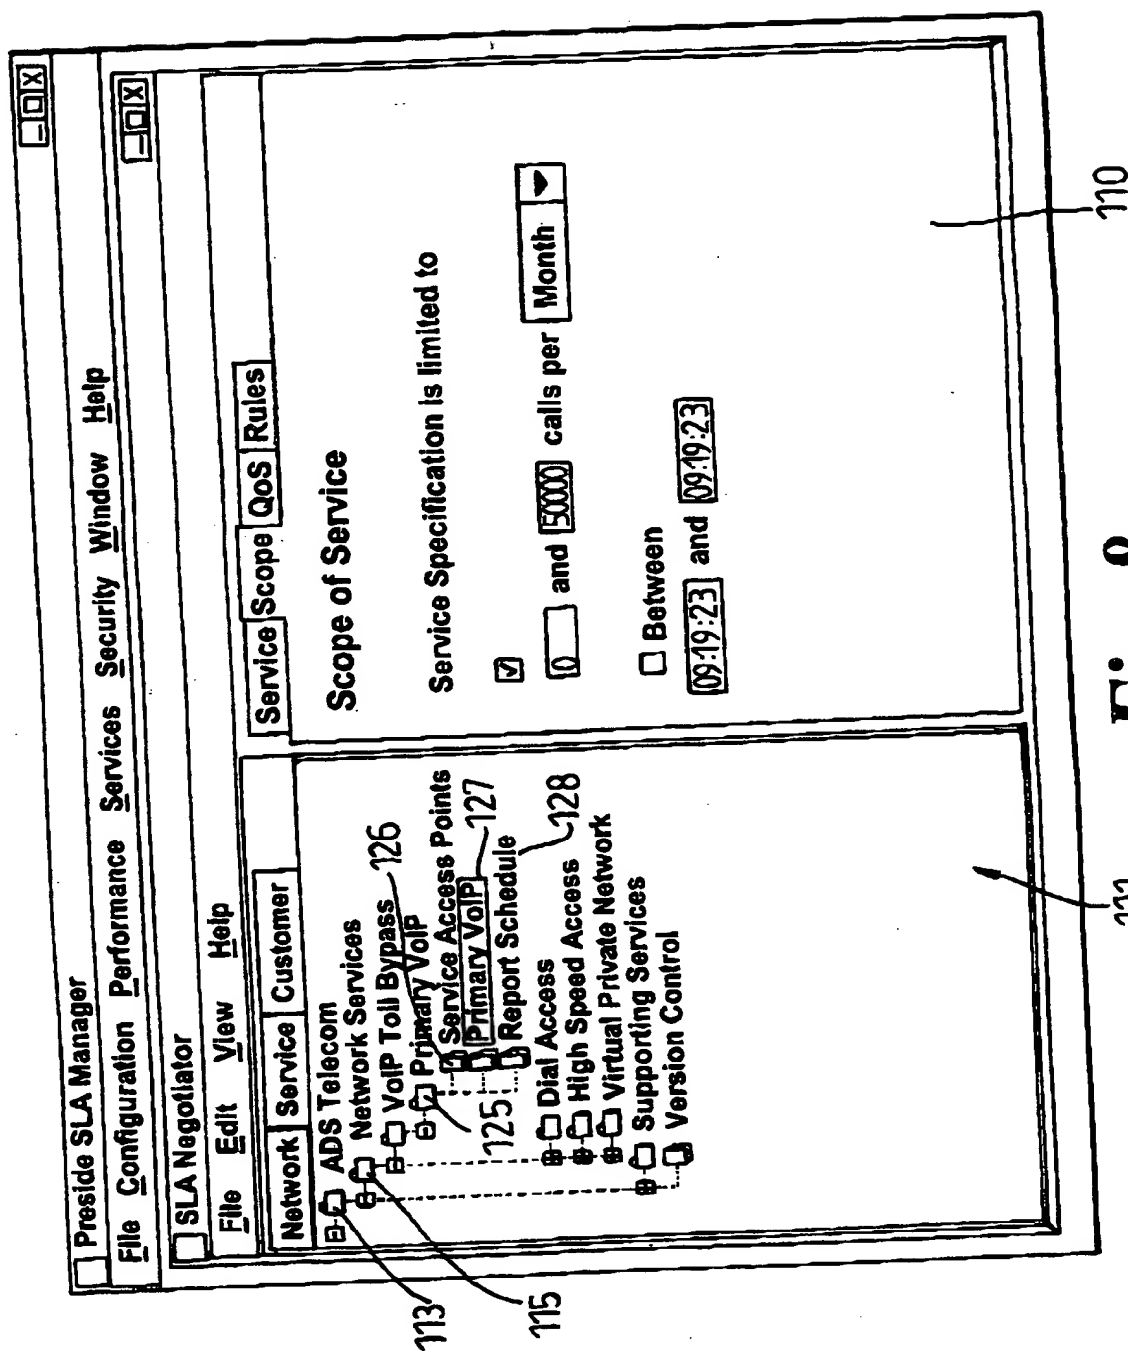 Preside SLA Manager
File Configuration Performance Services Security Window Help
SLA Negotiator
File Edit View Help
Network Service Customer
ADS Telecom
Network Services
VoIP Toll Bypass
126
Primary VoIP
Service Access Points
Primary VoIP
127
Report Schedule
128
125
Dial Access
High Speed Access
Virtual Private Network
Supporting Services
Version Control
113
115
111
Service Scope QoS Rules
Scope of Service
Service Specification is limited to
0 and 50000 calls per Month
Between
09:19:23 and 09:19:23
110